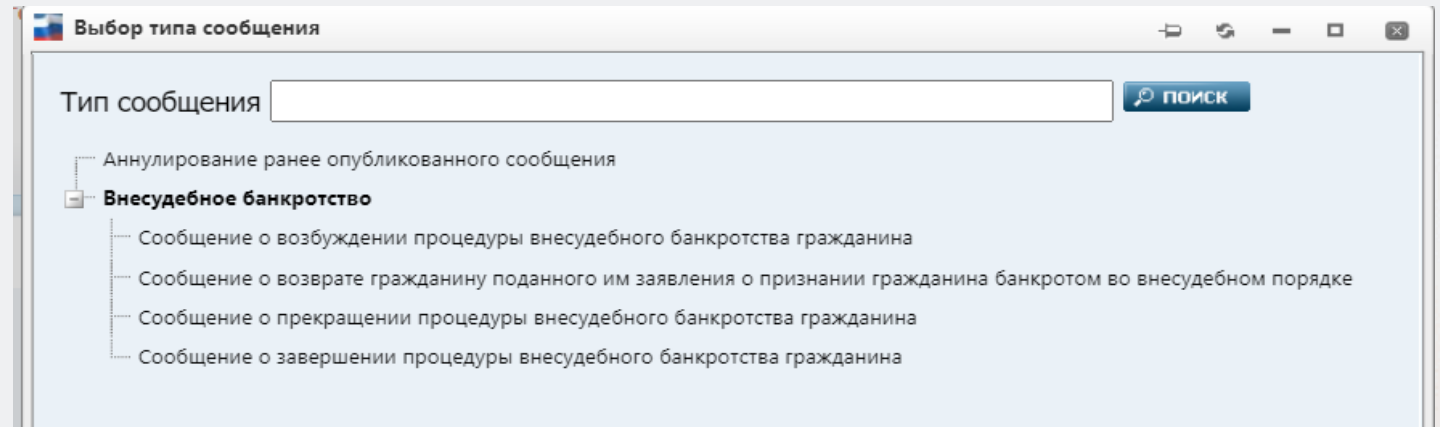 Выбор типа сообщения
Тип сообщения
ПОИСК
Аннулирование ранее опубликованного сообщения
Внесудебное банкротство
Сообщение о возбуждении процедуры внесудебного банкротства гражданина
Сообщение о возврате гражданину поданного им заявления о признании гражданина банкротом во внесудебном порядке
Сообщение о прекращении процедуры внесудебного банкротства гражданина
Сообщение о завершении процедуры внесудебного банкротства гражданина